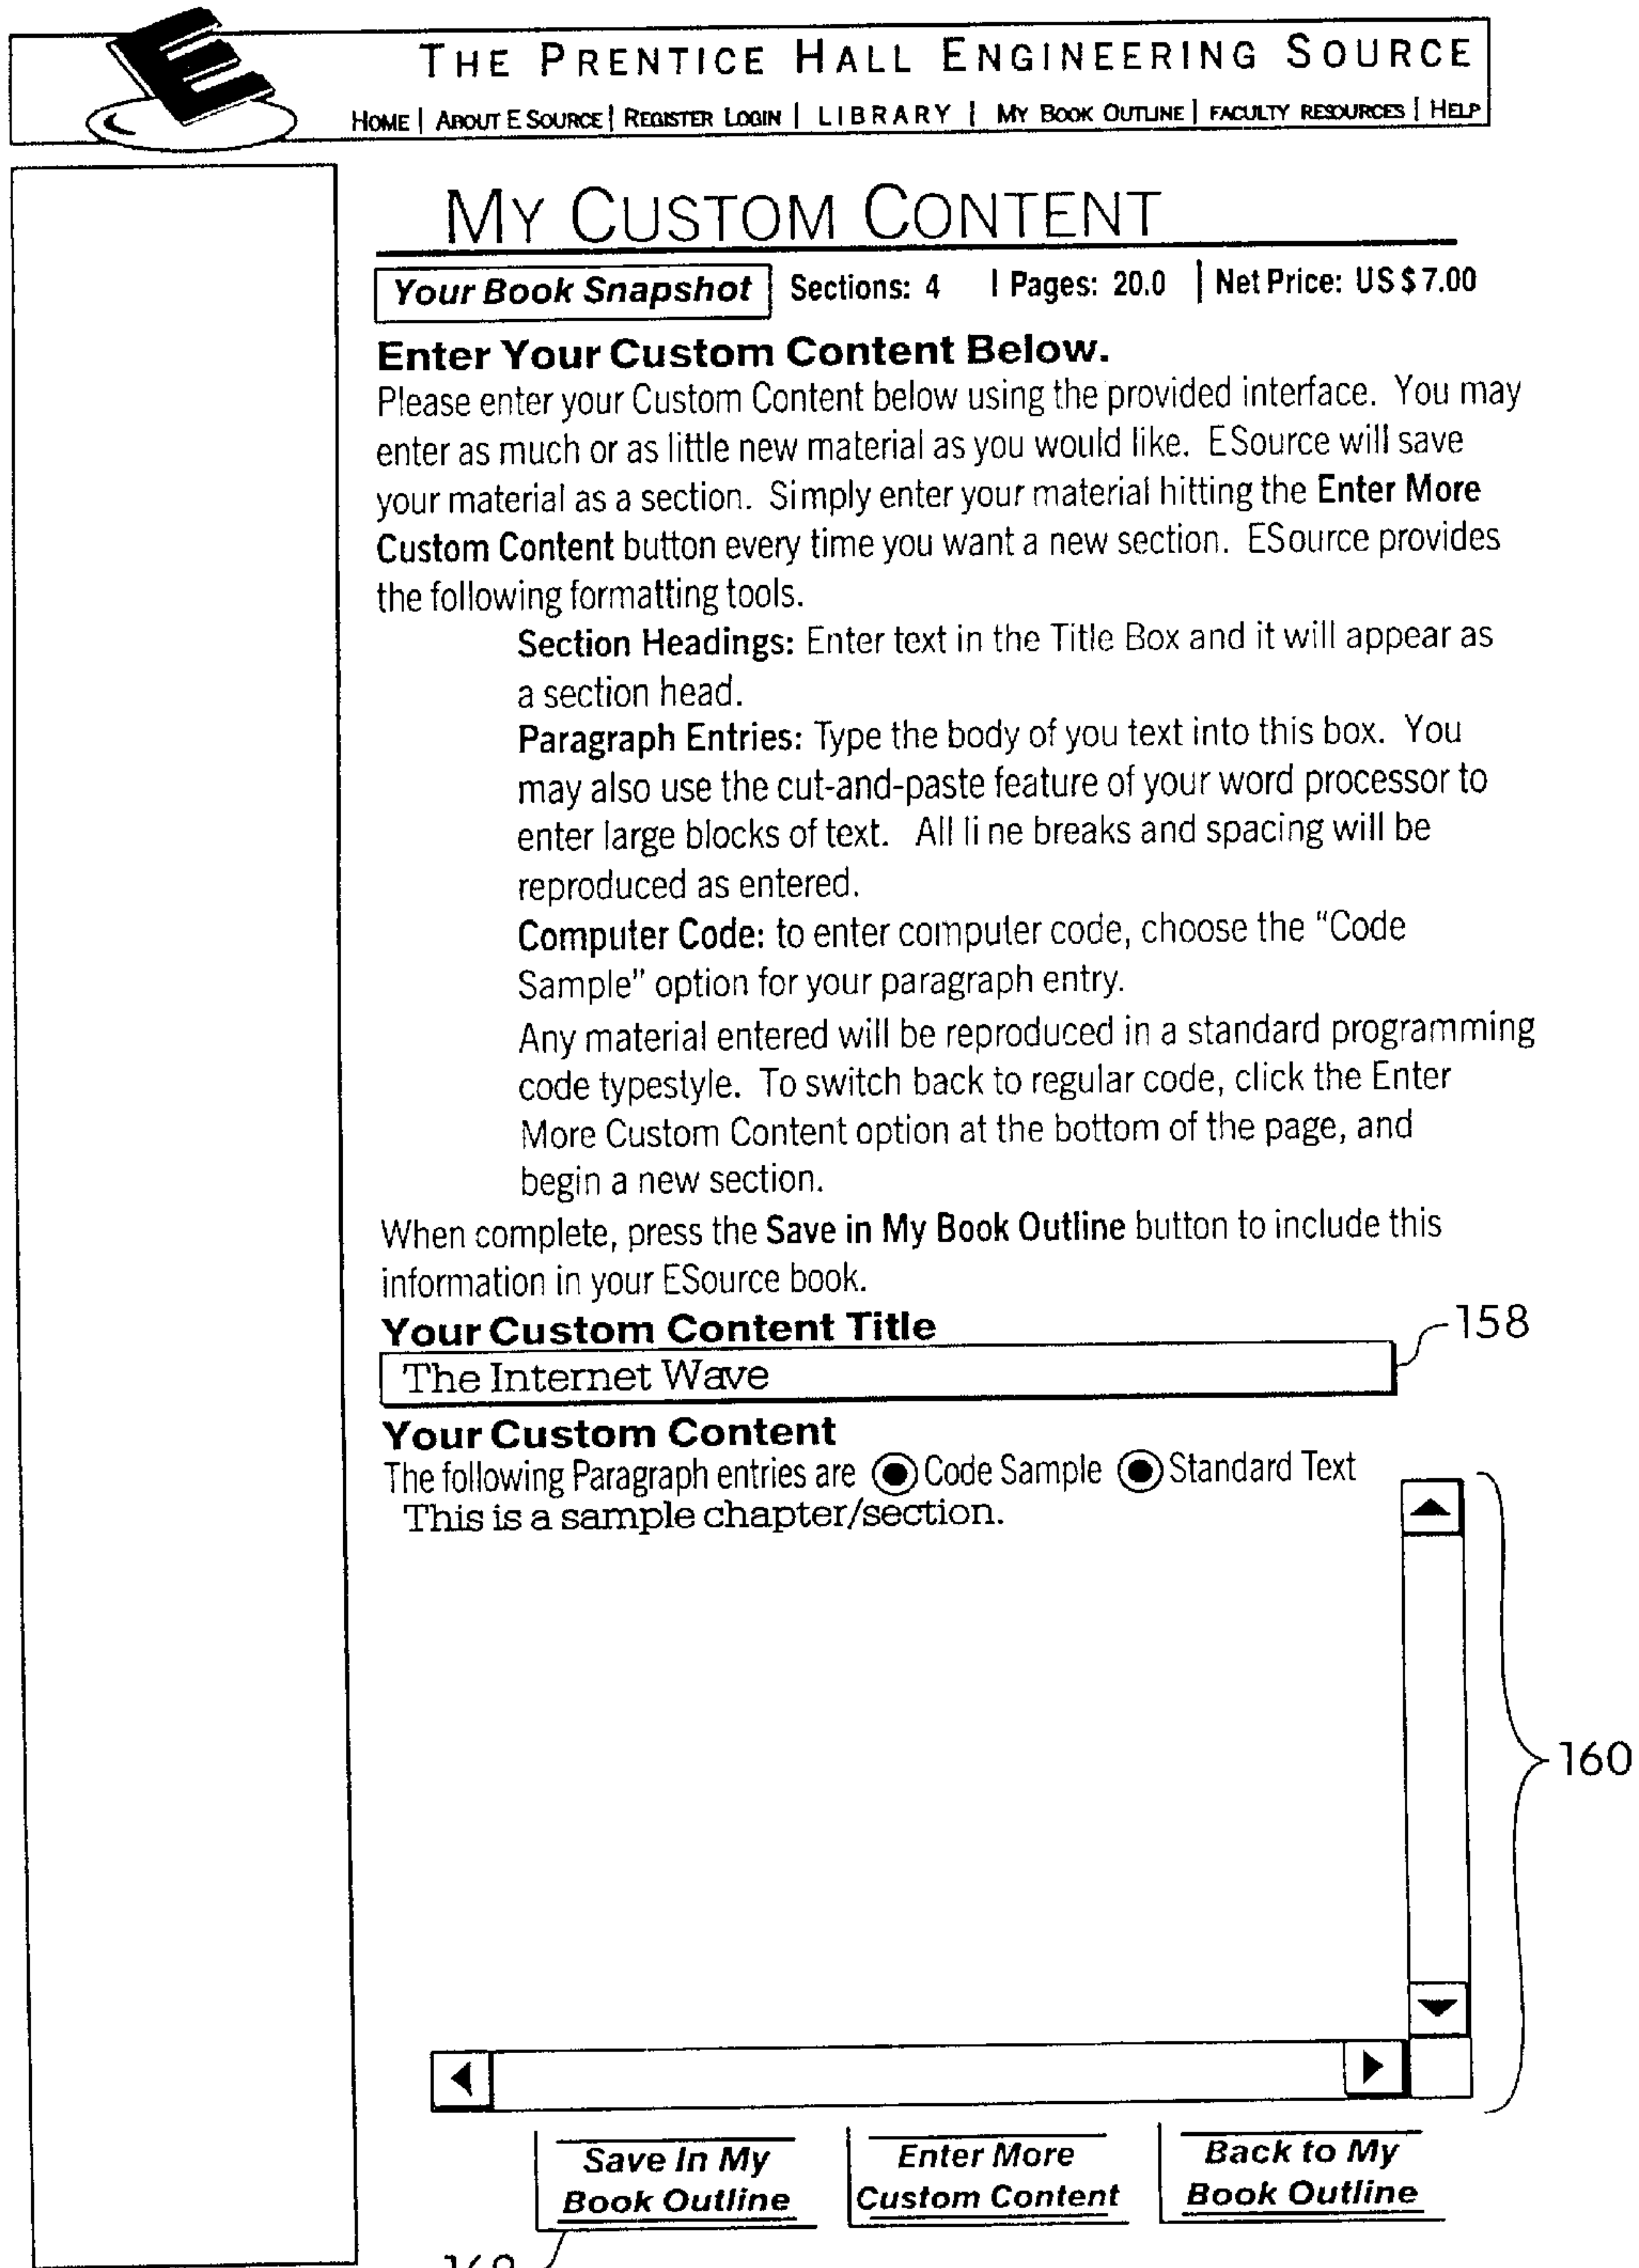 THE PRENTICE HALL ENGINEERING SOURCE
HOME | ABOUT E SOURCE | REGISTER LOGIN | LIBRARY | MY BOOK OUTLINE | FACULTY RESOURCES | HELP
MY CUSTOM CONTENT
Your Book Snapshot Sections: 4 | Pages: 20.0 | Net Price: US $7.00
Enter Your Custom Content Below.
Please enter your Custom Content below using the provided interface. You may
enter as much or as little new material as you would like. ESource will save
your material as a section. Simply enter your material hitting the Enter More
Custom Content button every time you want a new section. ESource provides
the following formatting tools.
Section Headings: Enter text in the Title Box and it will appear as
a section head.
Paragraph Entries: Type the body of you text into this box. You
may also use the cut-and-paste feature of your word processor to
enter large blocks of text. All li ne breaks and spacing will be
reproduced as entered.
Computer Code: to enter computer code, choose the "Code
Sample" option for your paragraph entry.
Any material entered will be reproduced in a standard programming
code typestyle. To switch back to regular code, click the Enter
More Custom Content option at the bottom of the page, and
begin a new section.
When complete, press the Save in My Book Outline button to include this
information in your ESource book.
Your Custom Content Title
158
The Internet Wave
Your Custom Content
The following Paragraph entries are Code Sample Standard Text
This is a sample chapter/section.
160
Save In My
Book Outline
Enter More
Custom Content
Back to My
Book Outline